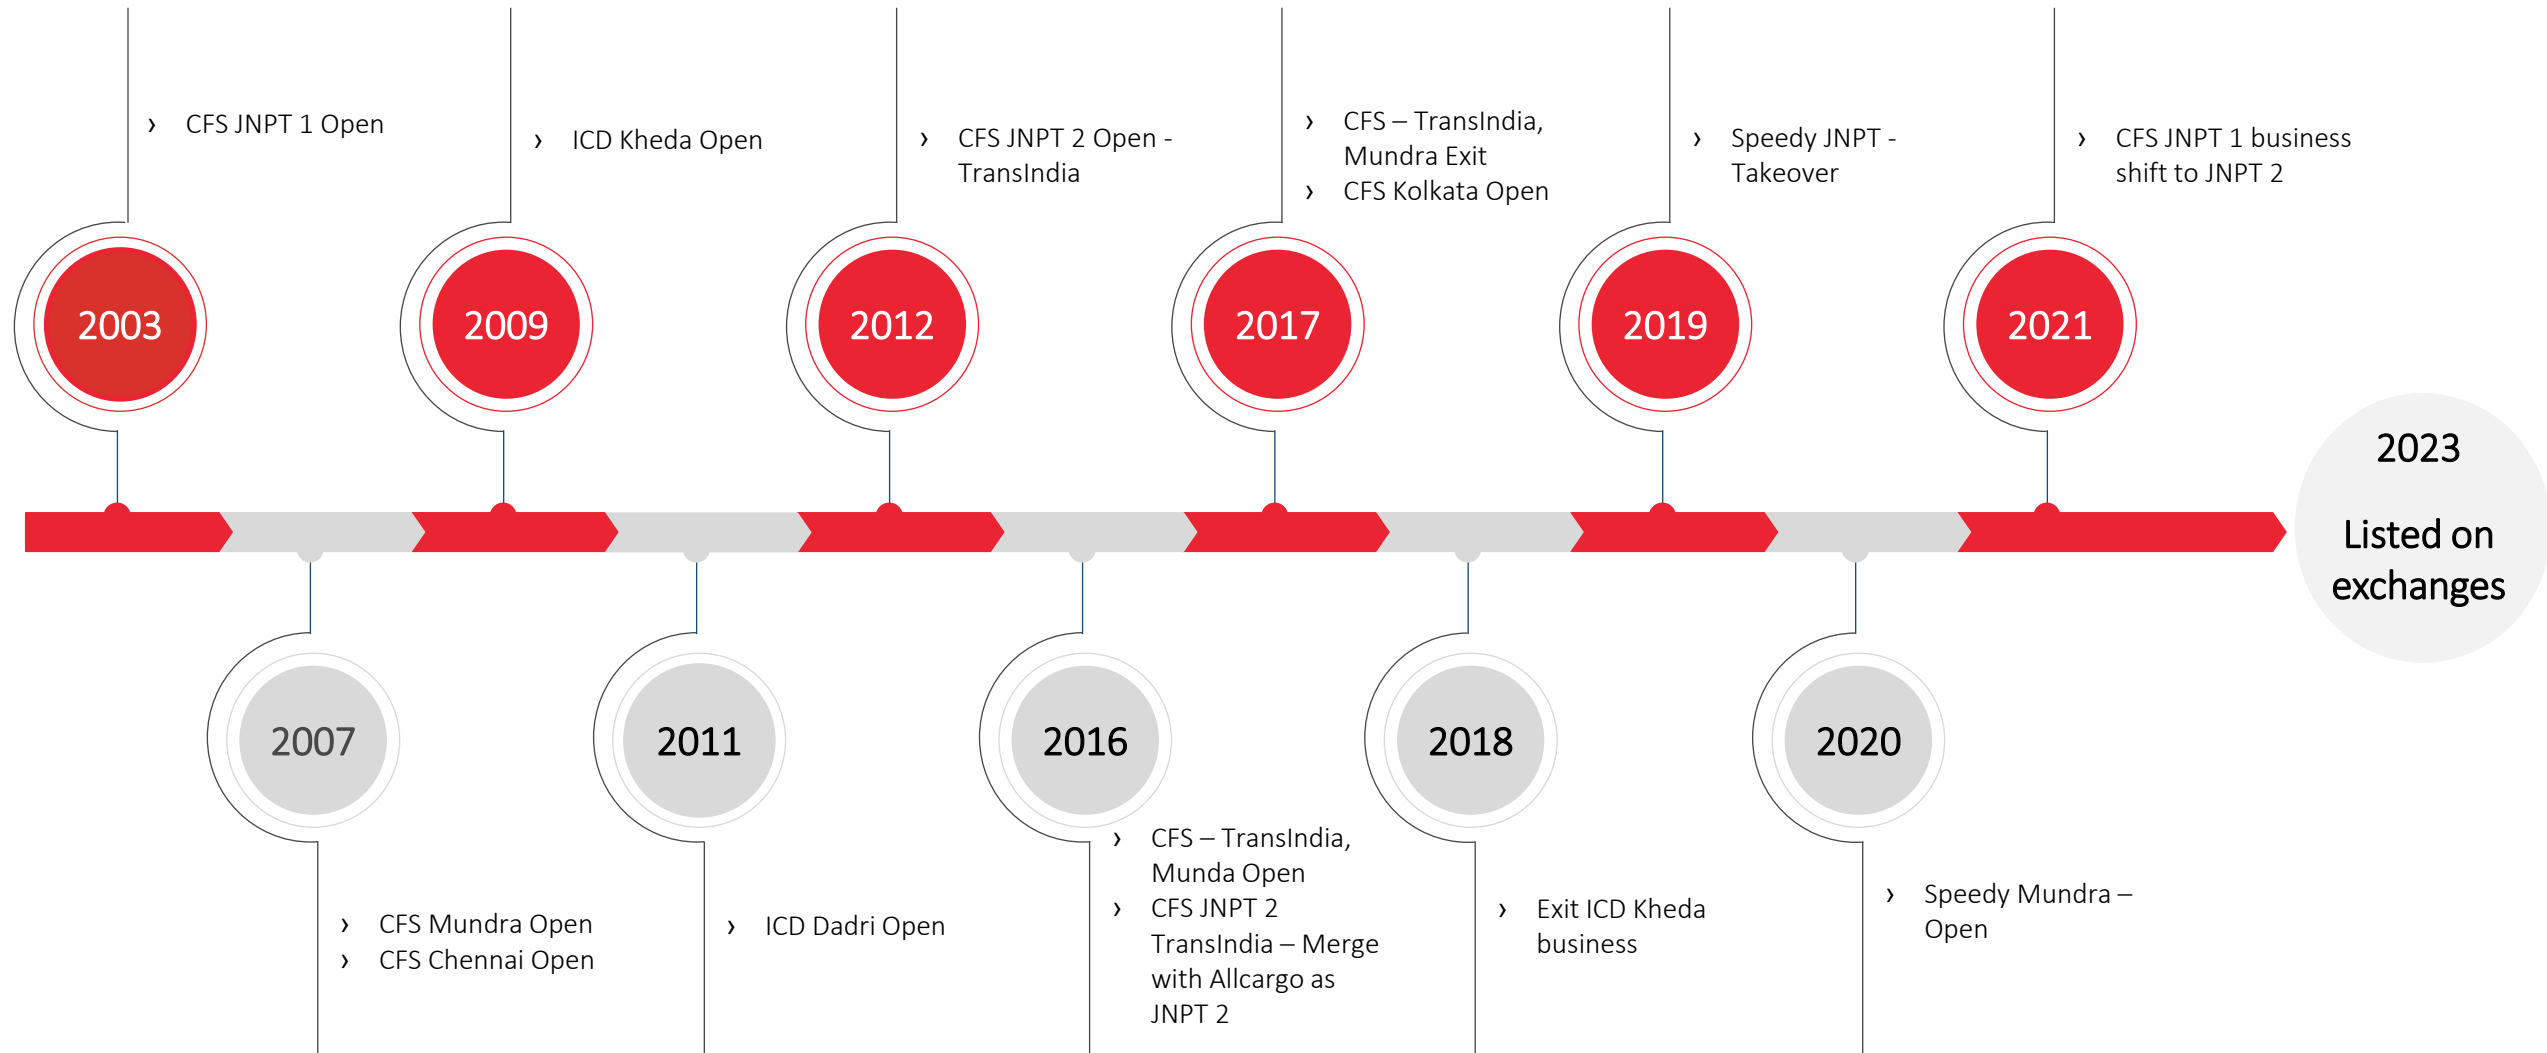 › CFS JNPT 1 Open
› ICD Kheda Open
› CFS JNPT 2 Open -
TransIndia
› CFS – TransIndia,
Mundra Exit
› CFS Kolkata Open
› Speedy JNPT -
Takeover
› CFS JNPT 1 business
shift to JNPT 2
2003
2009
2012
2017
2019
2021
2023
Listed on
exchanges
2007
2011
2016
2018
2020
› CFS Mundra Open
› CFS Chennai Open
› ICD Dadri Open
› CFS – TransIndia,
Munda Open
› CFS JNPT 2
TransIndia – Merge
with Allcargo as
JNPT 2
› Exit ICD Kheda
business
› Speedy Mundra –
Open